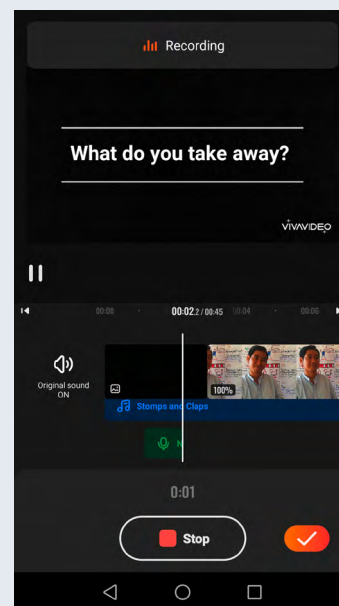 Recording
What do you take away?
VIVAVIDEO
00:00 00:02.2 / 00:45 00:04 00:06
Original sound
ON
100%
Stomps and Claps
N
0:01
Stop